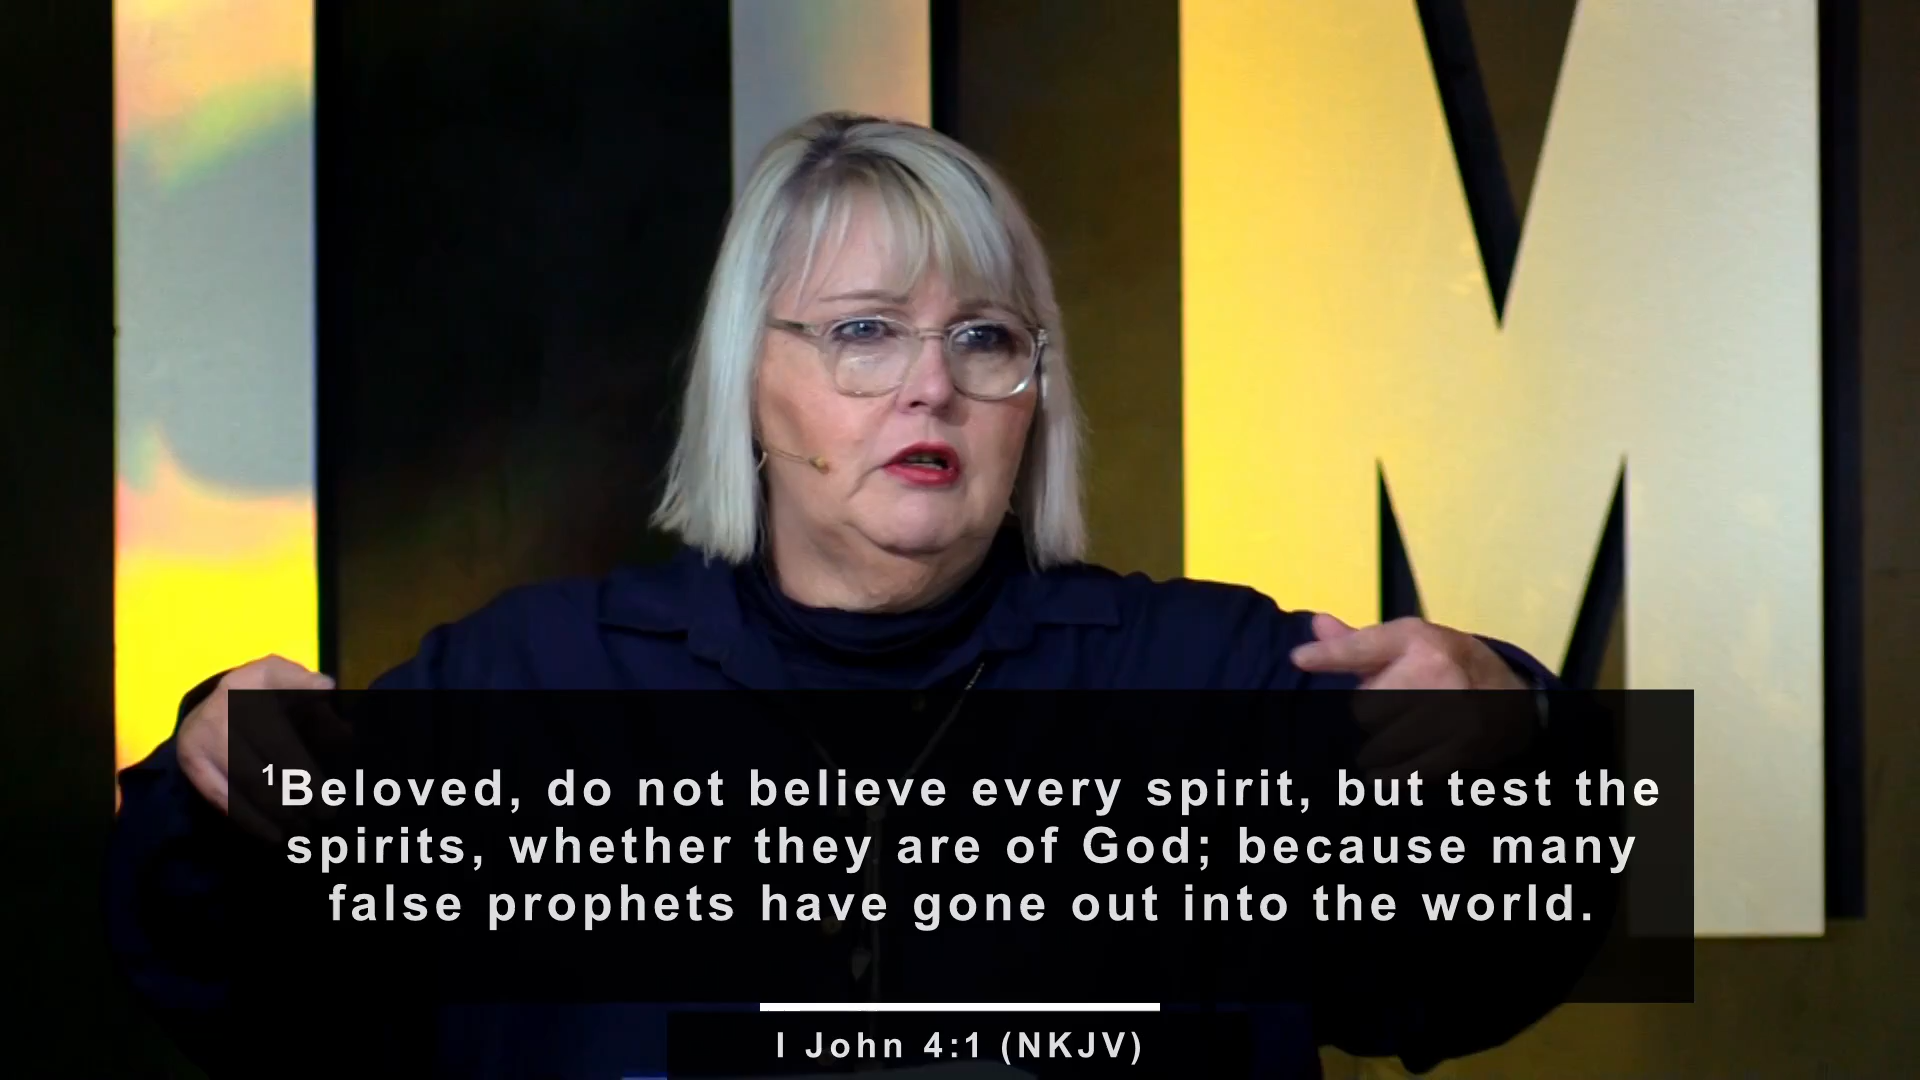 M
¹Beloved, do not believe every spirit, but test the
spirits, whether they are of God; because many
false prophets have gone out into the world.
I John 4:1 (NKJV)